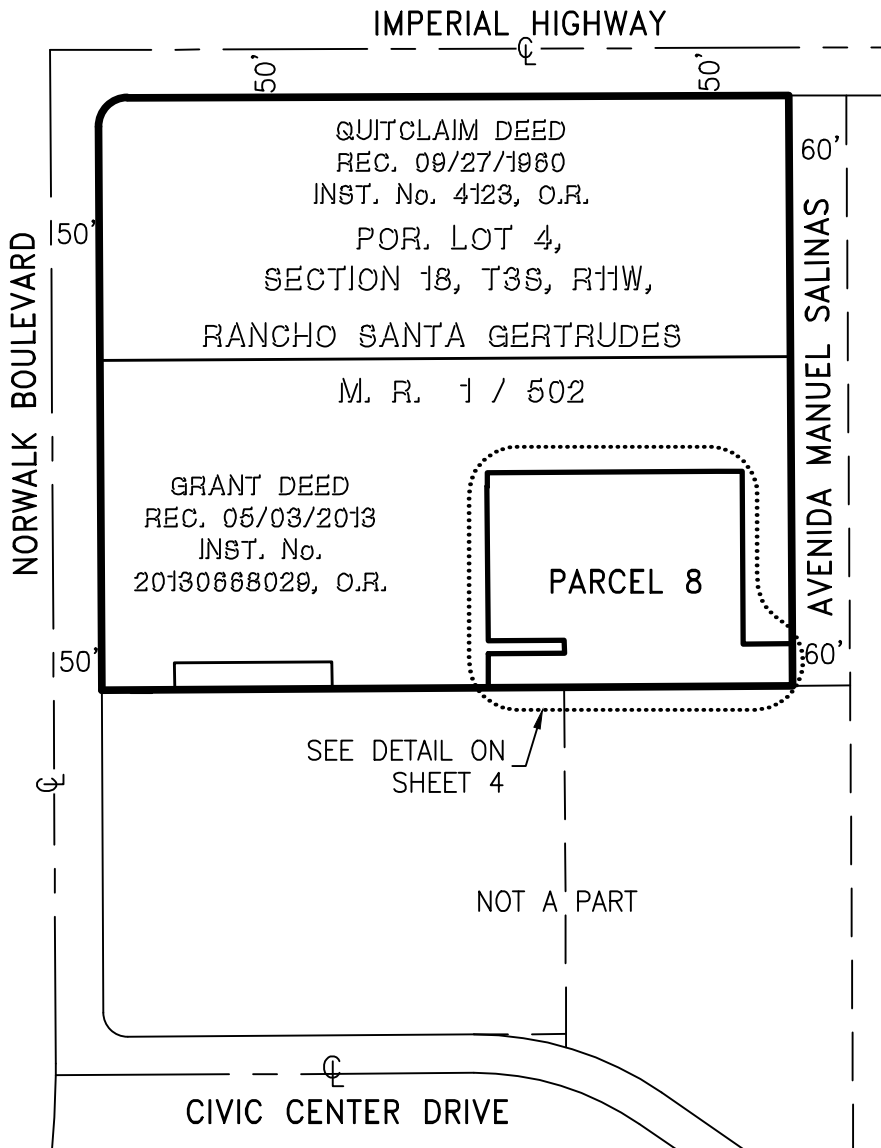 IMPERIAL HIGHWAY
℄
50'
50'
QUITCLAIM DEED
REC. 09/27/1960
INST. No. 4123, O.R.
60'
POR. LOT 4,
50'
SECTION 18, T3S, R11W,
RANCHO SANTA GERTRUDES
M. R. 1 / 502
NORWALK BOULEVARD
AVENIDA MANUEL SALINAS
GRANT DEED
REC. 05/03/2013
INST. No.
20130668029, O.R.
PARCEL 8
50'
60'
SEE DETAIL ON
SHEET 4
℄
NOT A PART
℄
CIVIC CENTER DRIVE